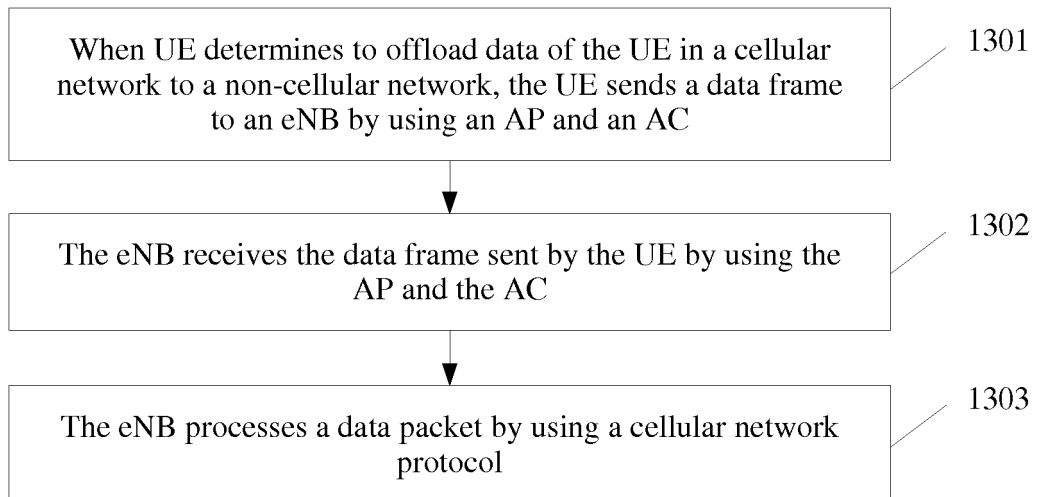 When UE determines to offload data of the UE in a cellular
network to a non-cellular network, the UE sends a data frame
to an eNB by using an AP and an AC
1301
The eNB receives the data frame sent by the UE by using the
AP and the AC
1302
The eNB processes a data packet by using a cellular network
protocol
1303